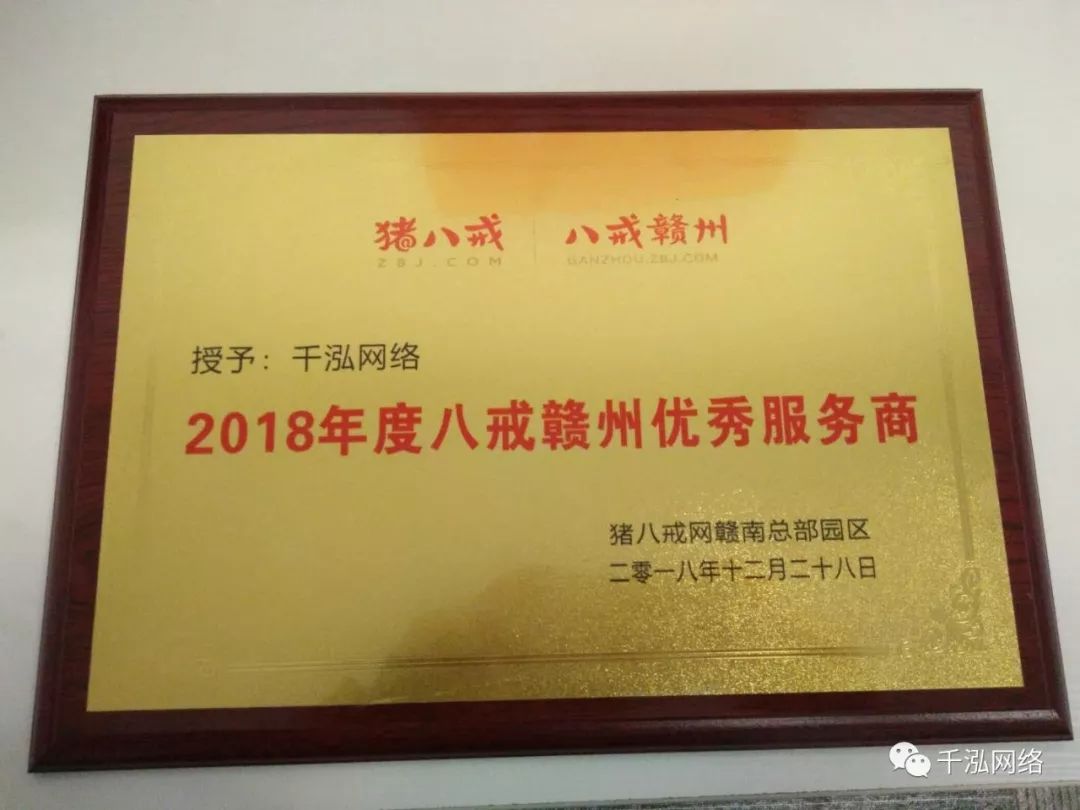 猪八戒 八戒赣州
ZBJ.COM GANZHOU.ZBJ.COM
授予：千泓网络
2018年度八戒赣州优秀服务商
猪八戒网赣南总部园区
二零一八年十二月二十八日
千泓网络